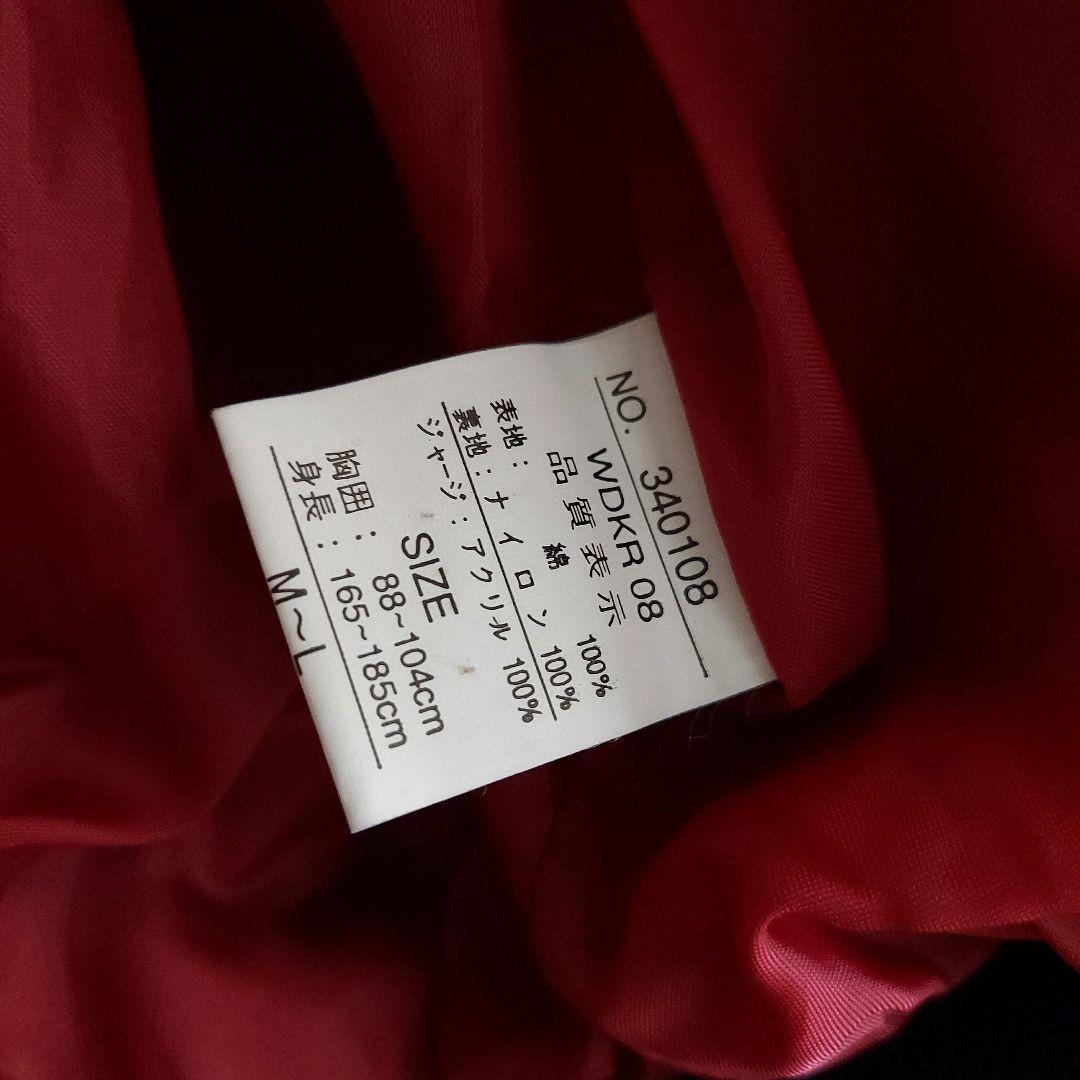 NO. 340108
WDKR 08
品質表示
表地： 綿 100%
裏地：ナイロン 100%
ジャージ：アクリル 100%
SIZE
胸囲： 88~104cm
身長： 165~185cm
M〜L